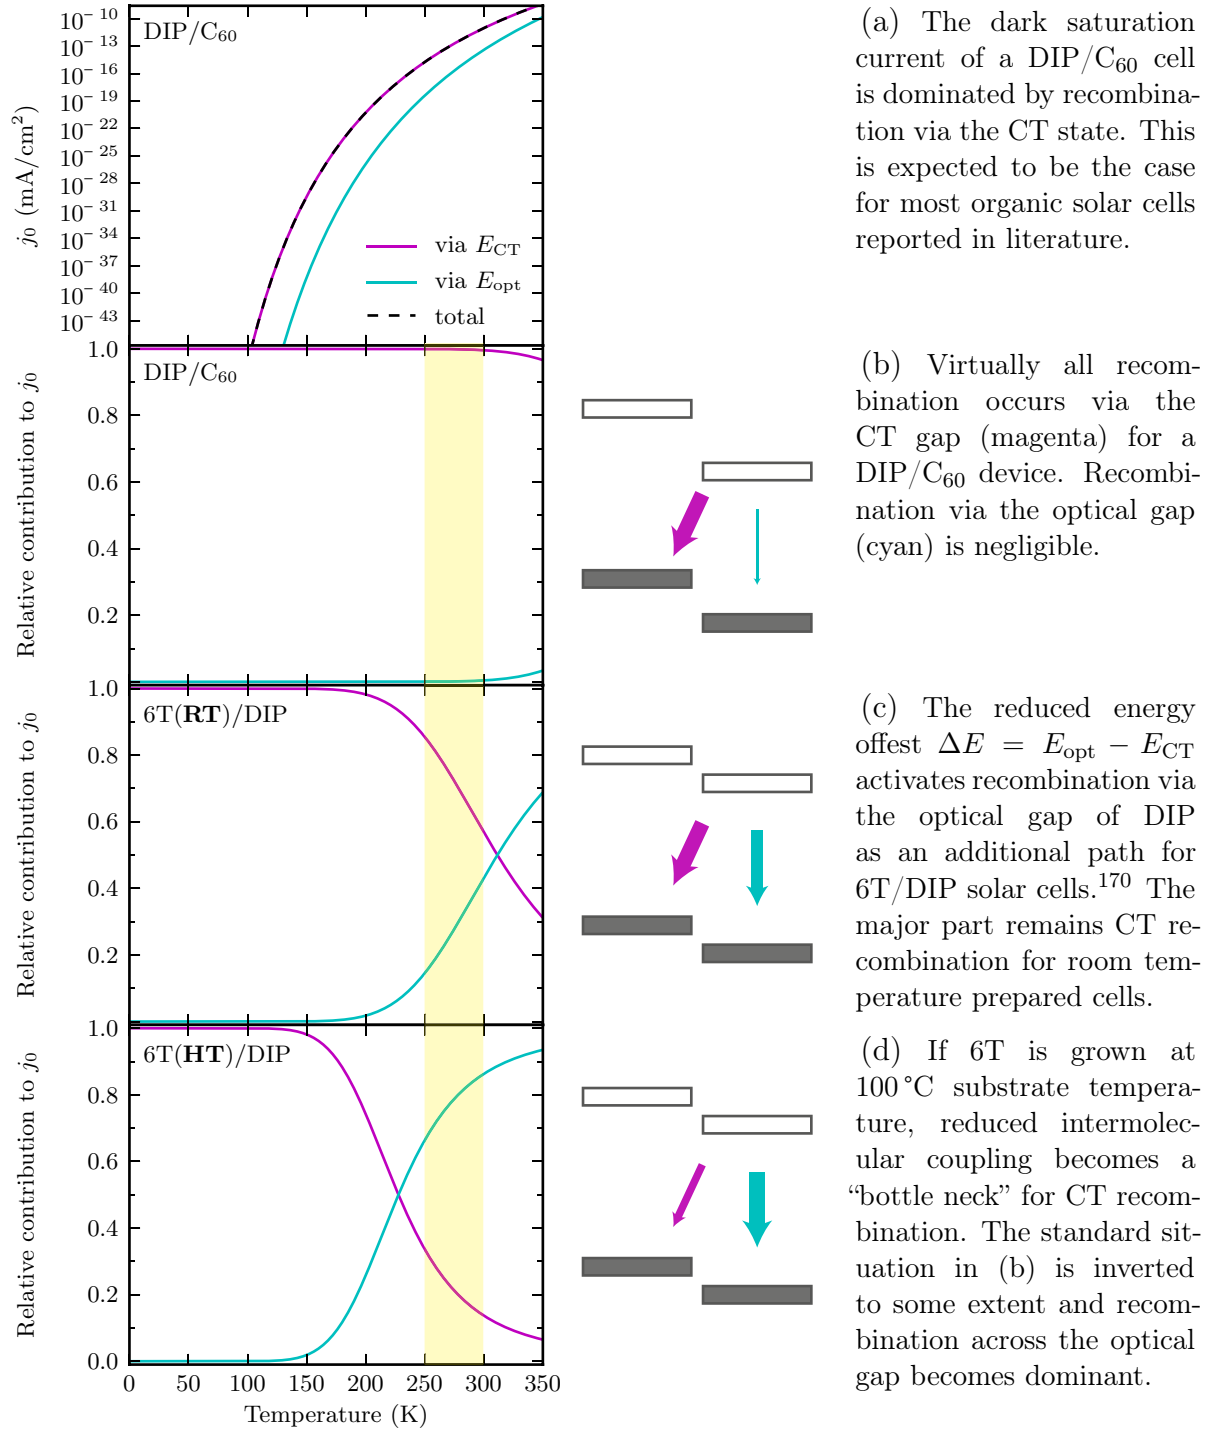 10⁻¹⁰
10⁻¹³
10⁻¹⁶
10⁻¹⁹
10⁻²²
10⁻²⁵
10⁻²⁸
10⁻³¹
10⁻³⁴
10⁻³⁷
10⁻⁴⁰
10⁻⁴³
j₀ (mA/cm²)
DIP/C₆₀
via E_CT
via E_opt
total
(a) The dark saturation
current of a DIP/C₆₀ cell
is dominated by recombina-
tion via the CT state. This
is expected to be the case
for most organic solar cells
reported in literature.
1.0
0.8
0.6
0.4
0.2
Relative contribution to j₀
DIP/C₆₀
(b) Virtually all recom-
bination occurs via the
CT gap (magenta) for a
DIP/C₆₀ device. Recombi-
nation via the optical gap
(cyan) is negligible.
1.0
0.8
0.6
0.4
0.2
Relative contribution to j₀
6T(RT)/DIP
(c) The reduced energy
offest ΔE = E_opt − E_CT
activates recombination via
the optical gap of DIP
as an additional path for
6T/DIP solar cells.¹⁷⁰ The
major part remains CT re-
combination for room tem-
perature prepared cells.
1.0
0.8
0.6
0.4
0.2
0.0
Relative contribution to j₀
6T(HT)/DIP
0 50 100 150 200 250 300 350
Temperature (K)
(d) If 6T is grown at
100 °C substrate tempera-
ture, reduced intermolec-
ular coupling becomes a
“bottle neck” for CT recom-
bination. The standard sit-
uation in (b) is inverted
to some extent and recom-
bination across the optical
gap becomes dominant.